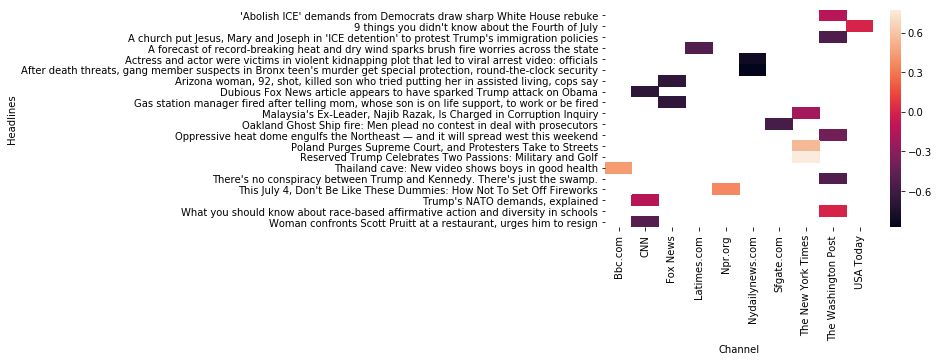 'Abolish ICE' demands from Democrats draw sharp White House rebuke
9 things you didn't know about the Fourth of July
A church put Jesus, Mary and Joseph in 'ICE detention' to protest Trump's immigration policies
A forecast of record-breaking heat and dry wind sparks brush fire worries across the state
Actress and actor were victims in violent kidnapping plot that led to viral arrest video: officials
After death threats, gang member suspects in Bronx teen's murder get special protection, round-the-clock security
Arizona woman, 92, shot, killed son who tried putting her in assisted living, cops say
Dubious Fox News article appears to have sparked Trump attack on Obama
Gas station manager fired after telling mom, whose son is on life support, to work or be fired
Malaysia's Ex-Leader, Najib Razak, Is Charged in Corruption Inquiry
Oakland Ghost Ship fire: Men plead no contest in deal with prosecutors
Oppressive heat dome engulfs the Northeast — and it will spread west this weekend
Poland Purges Supreme Court, and Protesters Take to Streets
Reserved Trump Celebrates Two Passions: Military and Golf
Thailand cave: New video shows boys in good health
There's no conspiracy between Trump and Kennedy. There's just the swamp.
This July 4, Don't Be Like These Dummies: How Not To Set Off Fireworks
Trump's NATO demands, explained
What you should know about race-based affirmative action and diversity in schools
Woman confronts Scott Pruitt at a restaurant, urges him to resign
Headlines
Bbc.com
CNN
Fox News
Latimes.com
Npr.org
Nydailynews.com
Sfgate.com
The New York Times
The Washington Post
USA Today
Channel
0.6
0.3
0.0
−0.3
−0.6